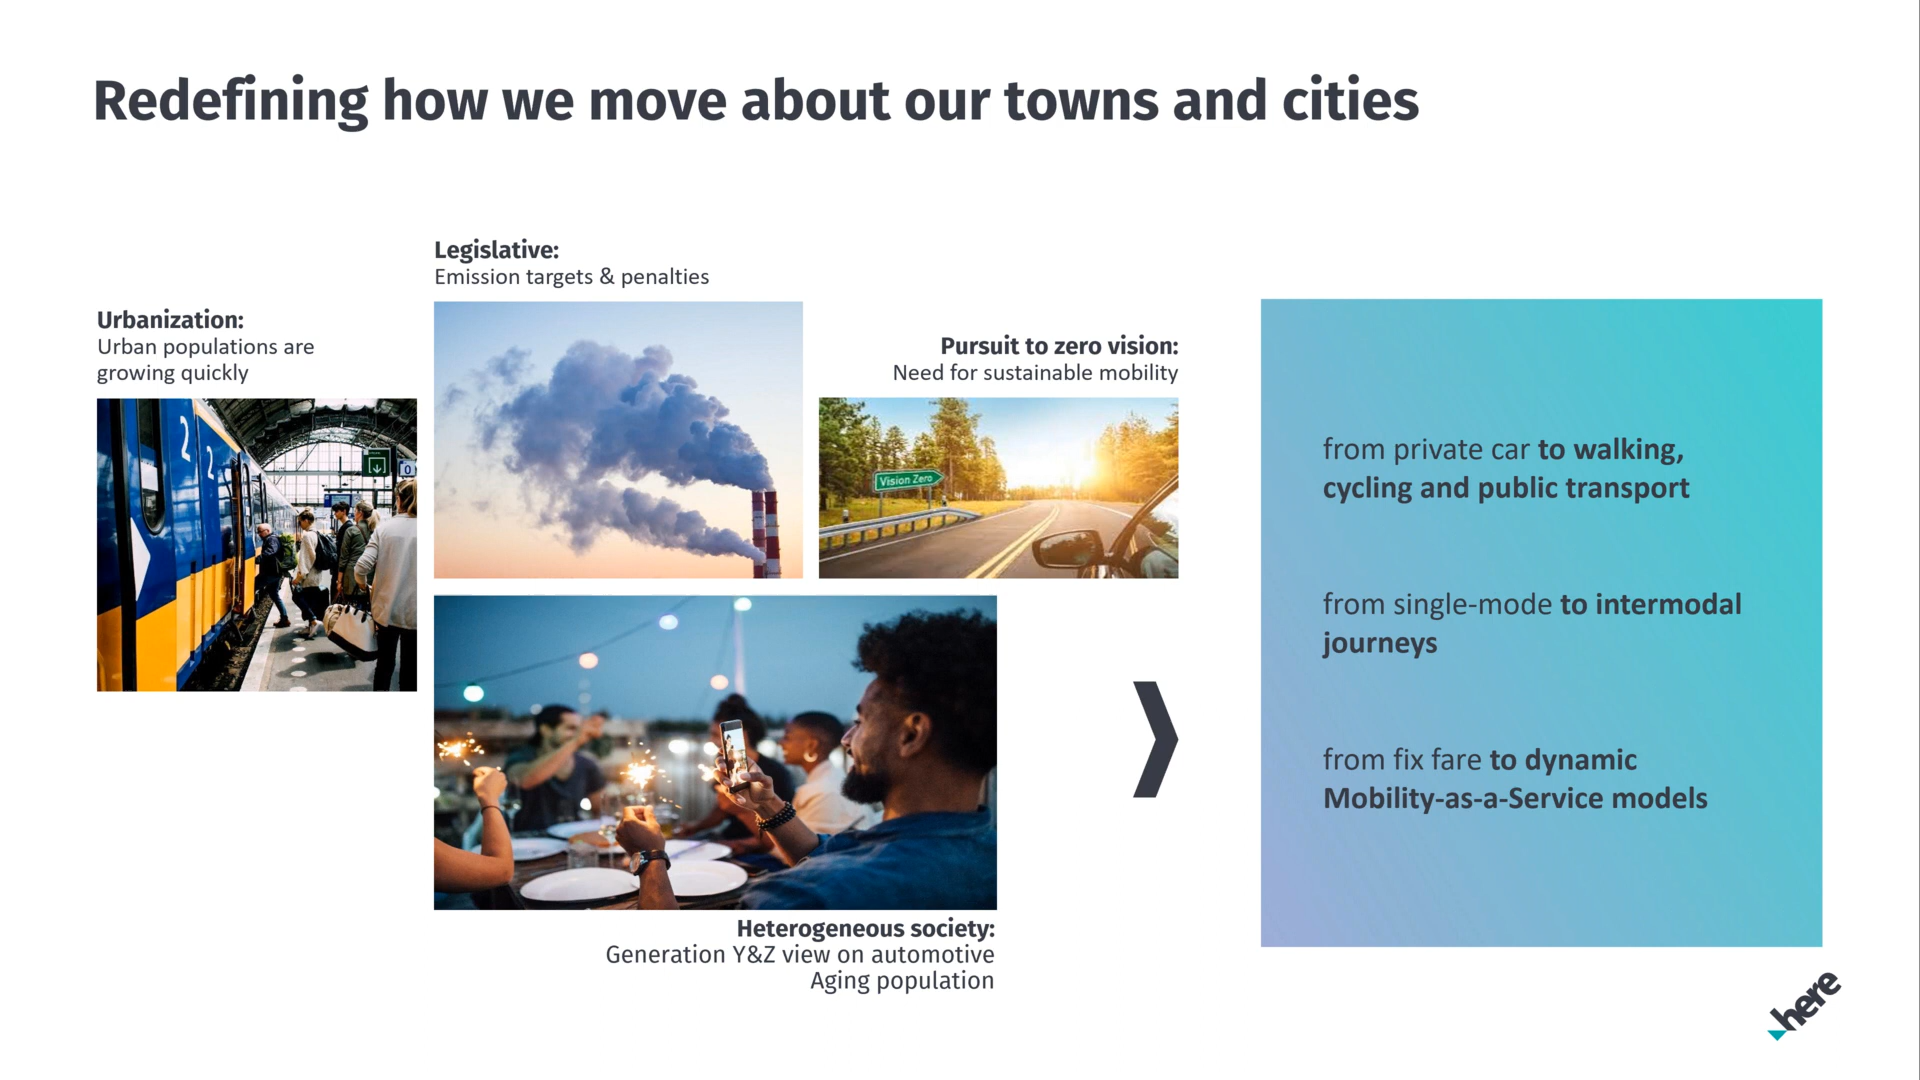 Redefining how we move about our towns and cities
Legislative:
Emission targets & penalties
Urbanization:
Urban populations are
growing quickly
Pursuit to zero vision:
Need for sustainable mobility
2
2
0
Vision Zero
from private car to walking,
cycling and public transport
from single-mode to intermodal
journeys
from fix fare to dynamic
Mobility-as-a-Service models
Heterogeneous society:
Generation Y&Z view on automotive
Aging population
here